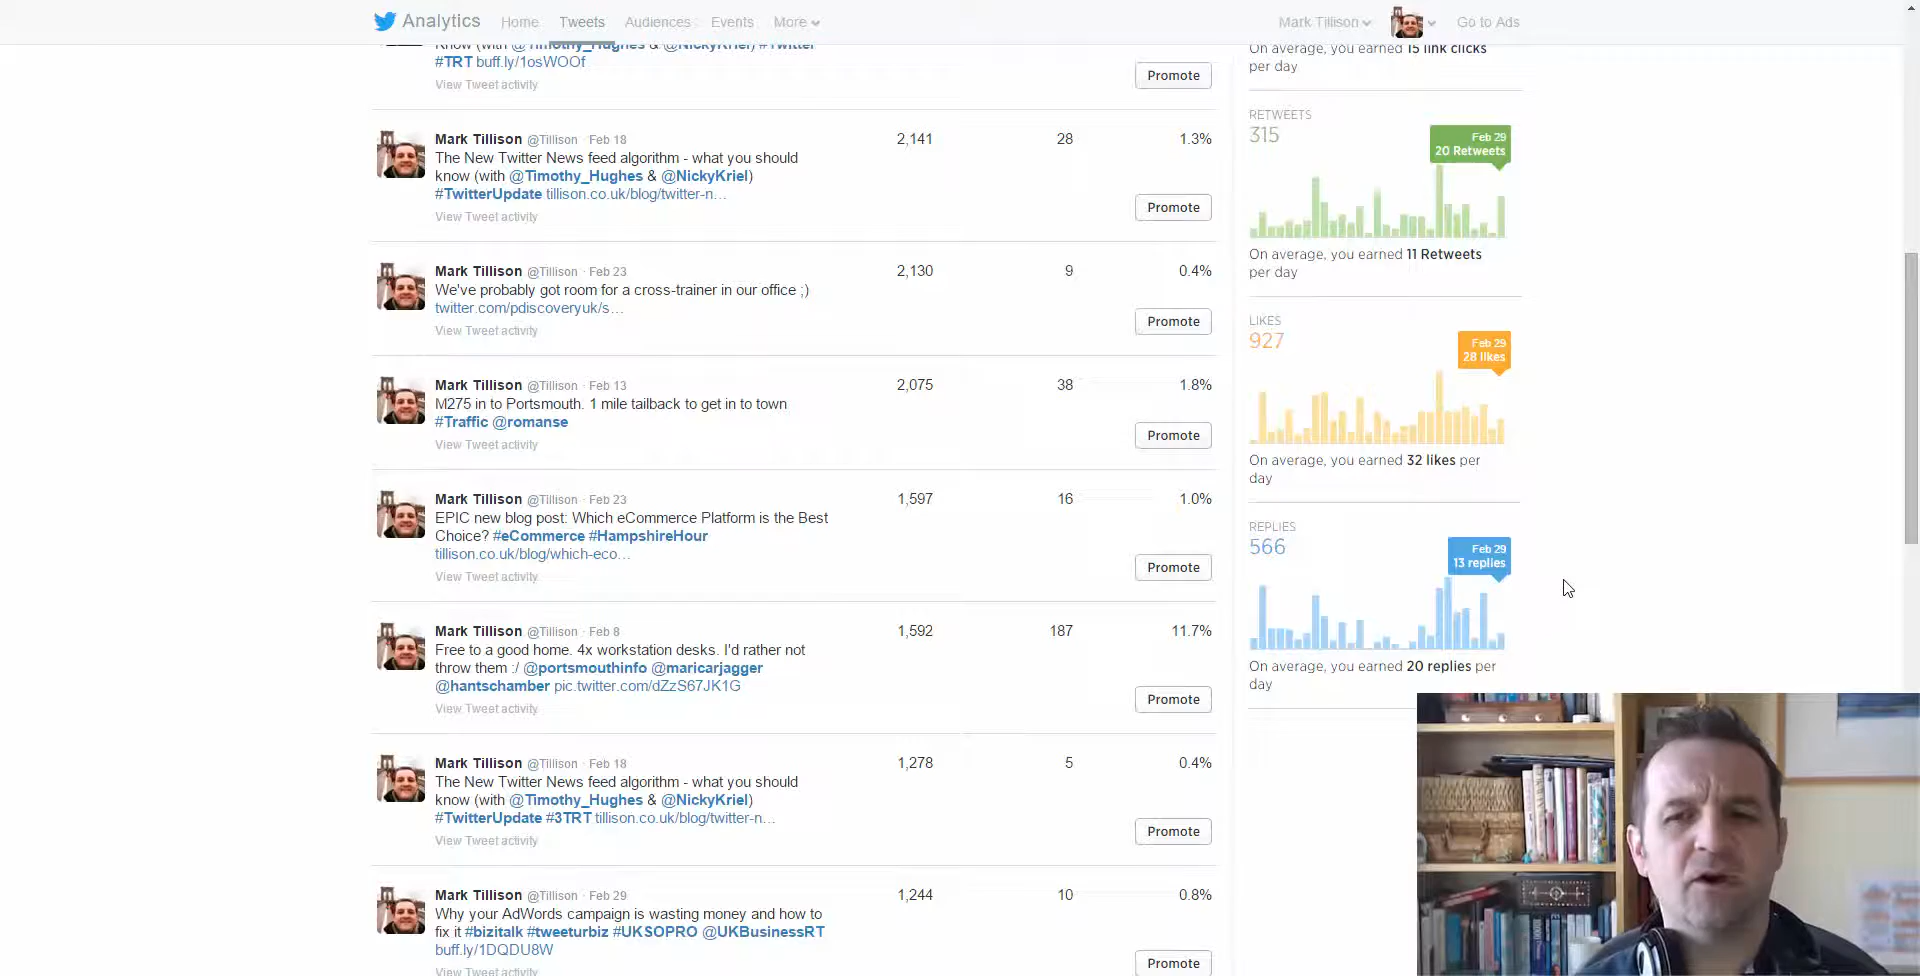 Analytics Home Tweets Audiences Events More Mark Tillison Go to Ads
Know (with @Timothy_Hughes & @NickyKriel) #Twitter
#TRT buff.ly/1osWOOf
View Tweet activity
Promote
Mark Tillison @Tillison · Feb 18 2,141 28 1.3%
The New Twitter News feed algorithm - what you should
know (with @Timothy_Hughes & @NickyKriel)
#TwitterUpdate tillison.co.uk/blog/twitter-n…
View Tweet activity
Promote
Mark Tillison @Tillison · Feb 23 2,130 9 0.4%
We've probably got room for a cross-trainer in our office ;)
twitter.com/pdiscoveryuk/s…
View Tweet activity
Promote
Mark Tillison @Tillison · Feb 13 2,075 38 1.8%
M275 in to Portsmouth. 1 mile tailback to get in to town
#Traffic @romanse
View Tweet activity
Promote
Mark Tillison @Tillison · Feb 23 1,597 16 1.0%
EPIC new blog post: Which eCommerce Platform is the Best
Choice? #eCommerce #HampshireHour
tillison.co.uk/blog/which-eco…
View Tweet activity
Promote
Mark Tillison @Tillison · Feb 8 1,592 187 11.7%
Free to a good home. 4x workstation desks. I'd rather not
throw them :/ @portsmouthinfo @maricarjagger
@hantschamber pic.twitter.com/dZzS67JK1G
View Tweet activity
Promote
Mark Tillison @Tillison · Feb 18 1,278 5 0.4%
The New Twitter News feed algorithm - what you should
know (with @Timothy_Hughes & @NickyKriel)
#TwitterUpdate #3TRT tillison.co.uk/blog/twitter-n…
View Tweet activity
Promote
Mark Tillison @Tillison · Feb 29 1,244 10 0.8%
Why your AdWords campaign is wasting money and how to
fix it #bizitalk #tweeturbiz #UKSOPRO @UKBusinessRT
buff.ly/1DQDU8W
View Tweet activity
Promote
On average, you earned 15 link clicks
per day
RETWEETS
315
Feb 29
20 Retweets
On average, you earned 11 Retweets
per day
LIKES
927
Feb 29
28 likes
On average, you earned 32 likes per
day
REPLIES
566
Feb 29
13 replies
On average, you earned 20 replies per
day